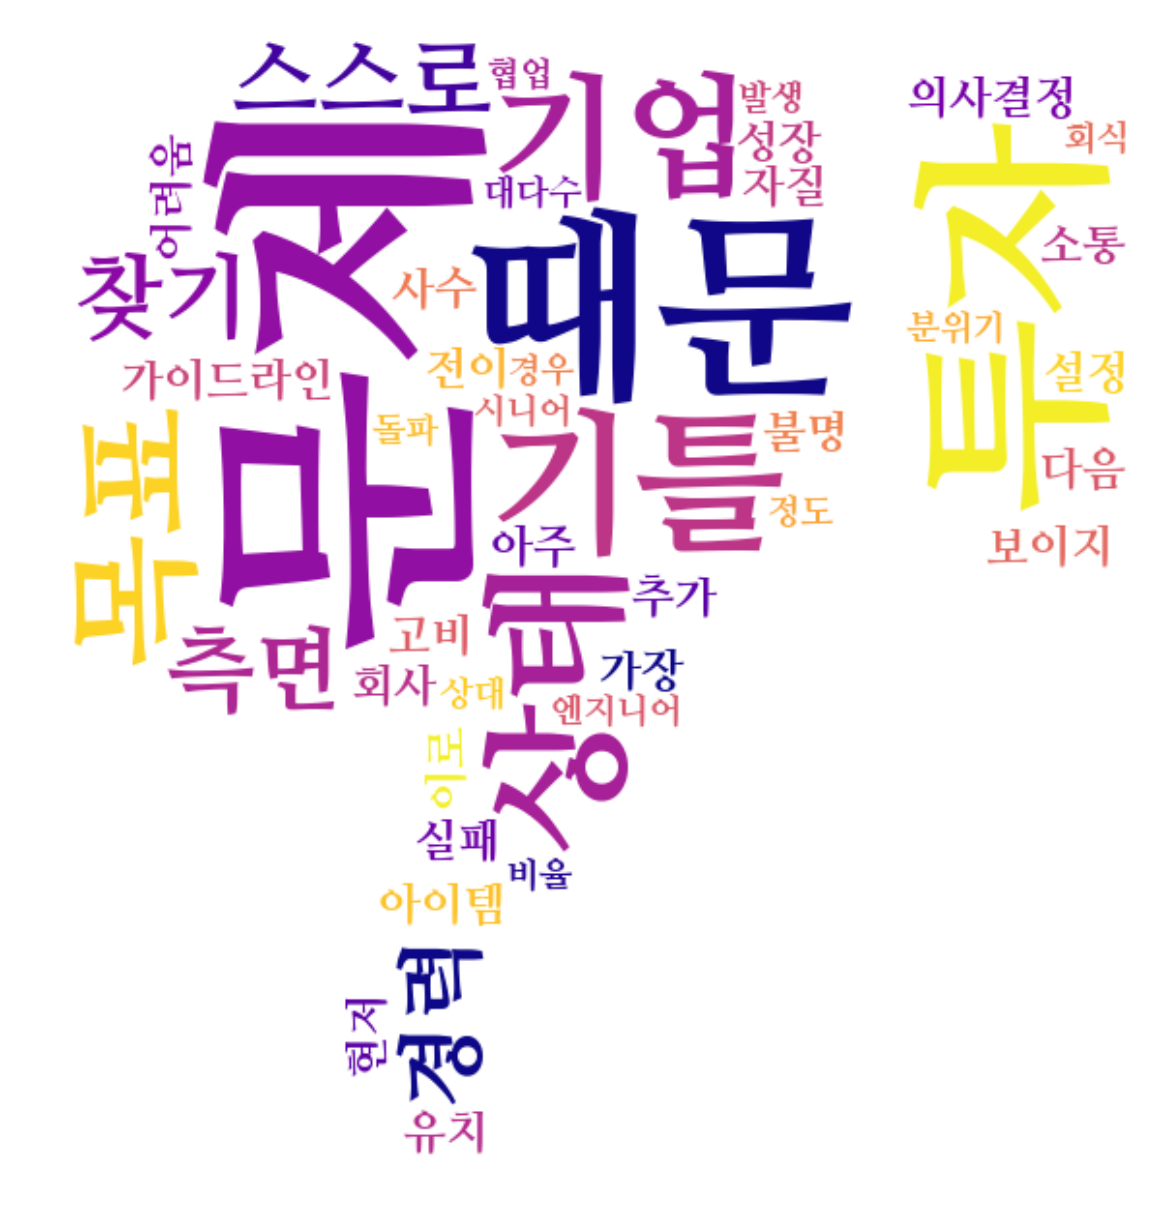 스스로
협업
기업
발생
의사결정
성장
회식
어려움
대다수
자질
문제
때문
투자
소통
찾기
사수
분위기
가이드라인
전이
경우
설정
목표
돌파
시니어
기틀
불명
다음
정도
아주
보이지
상태
추가
측면
고비
회사
상대
가장
엔지니어
이로
실패
비율
아이템
경력
현저
유치